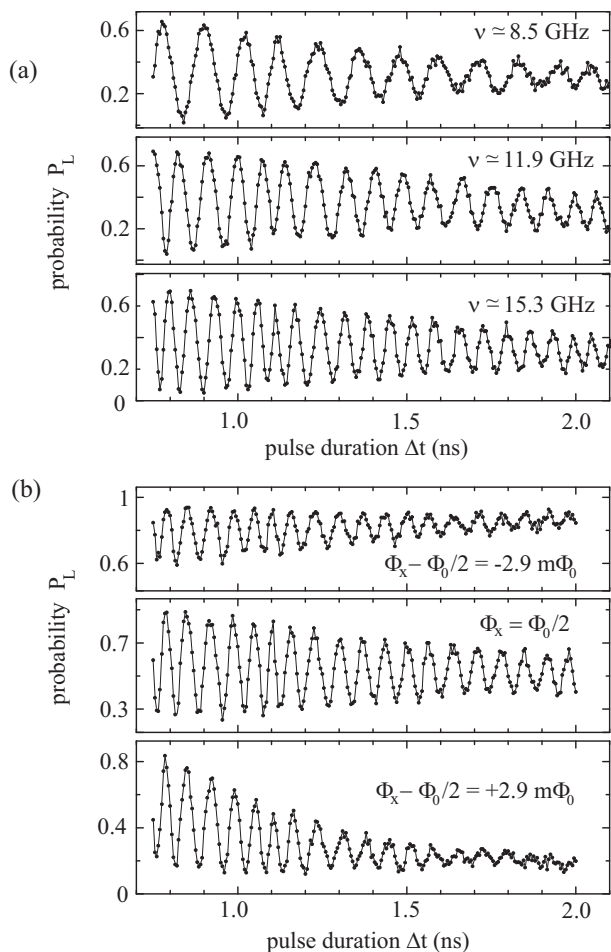 (a)
probability P_L
0.6
0.2
ν ≃ 8.5 GHz
0.6
0.2
ν ≃ 11.9 GHz
0.6
0.2
0
ν ≃ 15.3 GHz
1.0 1.5 2.0
pulse duration Δt (ns)
(b)
probability P_L
1
0.6
Φ_x – Φ_0/2 = -2.9 mΦ_0
0.7
0.3
Φ_x = Φ_0/2
0.8
0.4
0
Φ_x – Φ_0/2 = +2.9 mΦ_0
1.0 1.5 2.0
pulse duration Δt (ns)